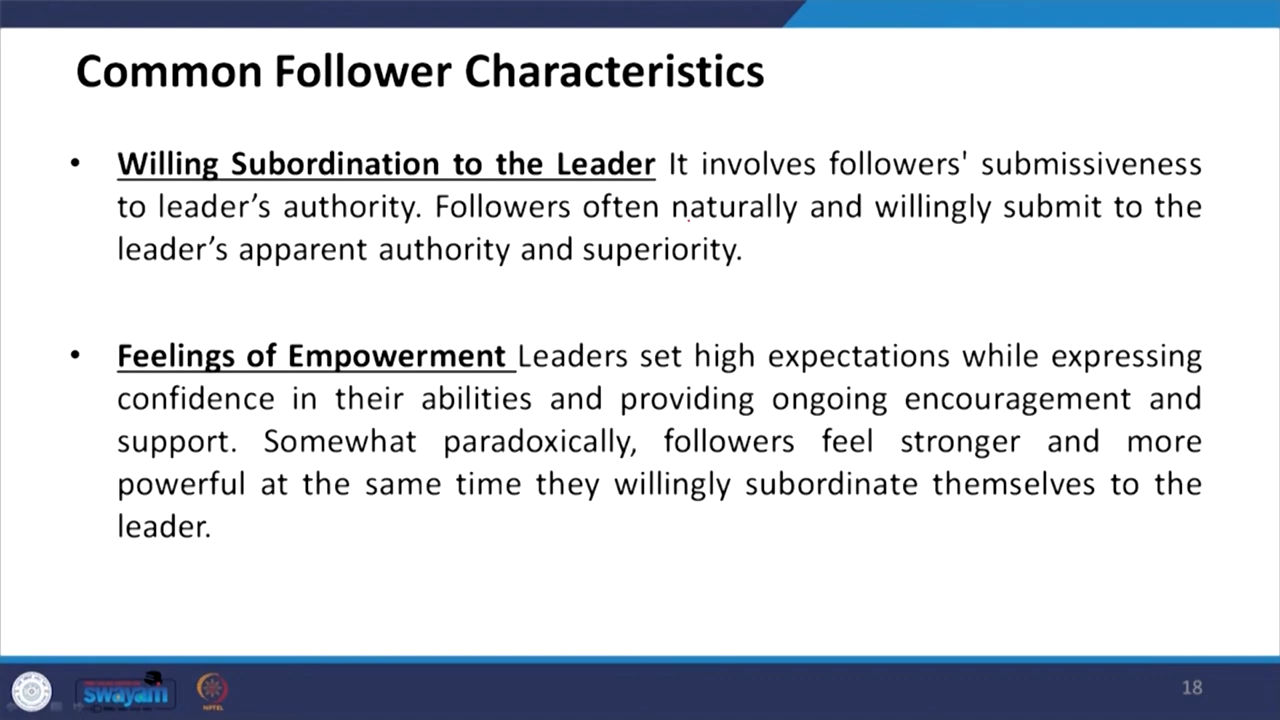 Common Follower Characteristics
• Willing Subordination to the Leader It involves followers' submissiveness
to leader’s authority. Followers often naturally and willingly submit to the
leader’s apparent authority and superiority.
• Feelings of Empowerment Leaders set high expectations while expressing
confidence in their abilities and providing ongoing encouragement and
support. Somewhat paradoxically, followers feel stronger and more
powerful at the same time they willingly subordinate themselves to the
leader.
swayam
NPTEL
18